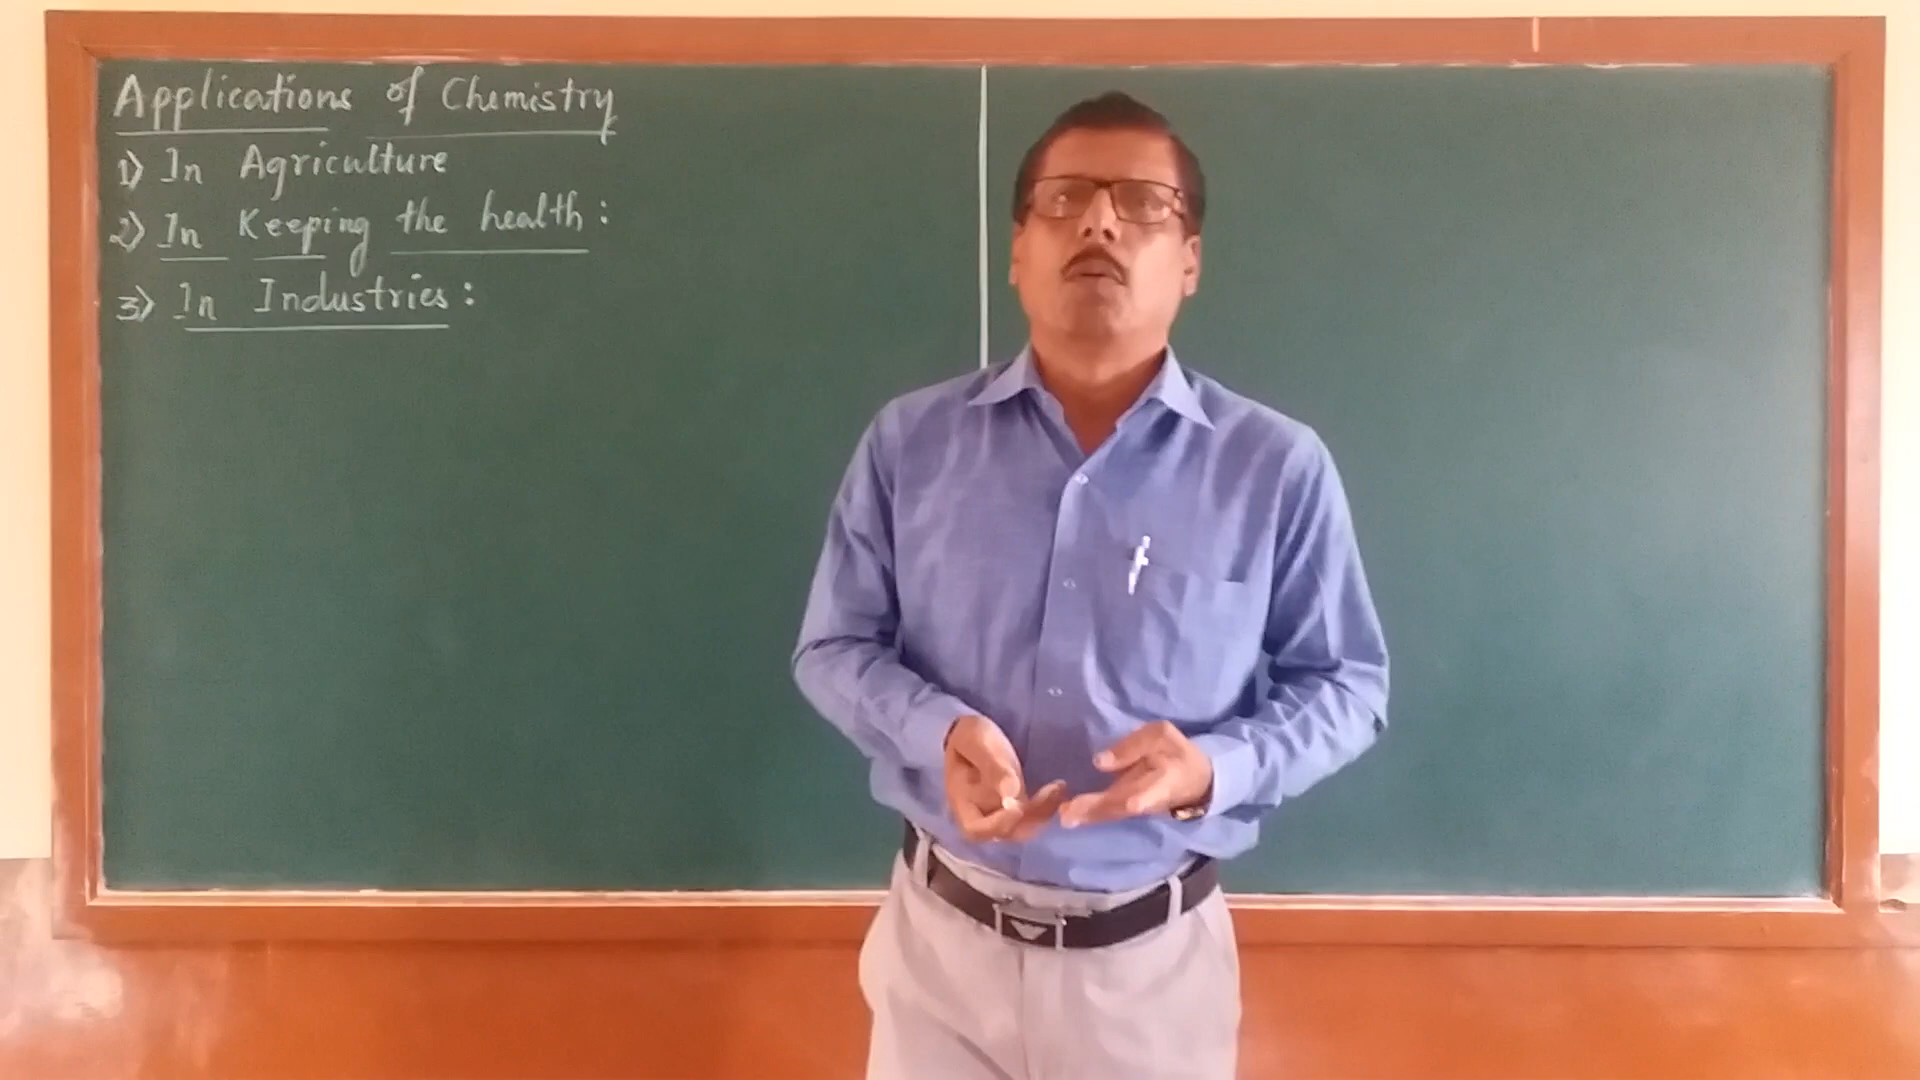 Applications of Chemistry
1) In Agriculture
2) In Keeping the health :
3) In Industries :